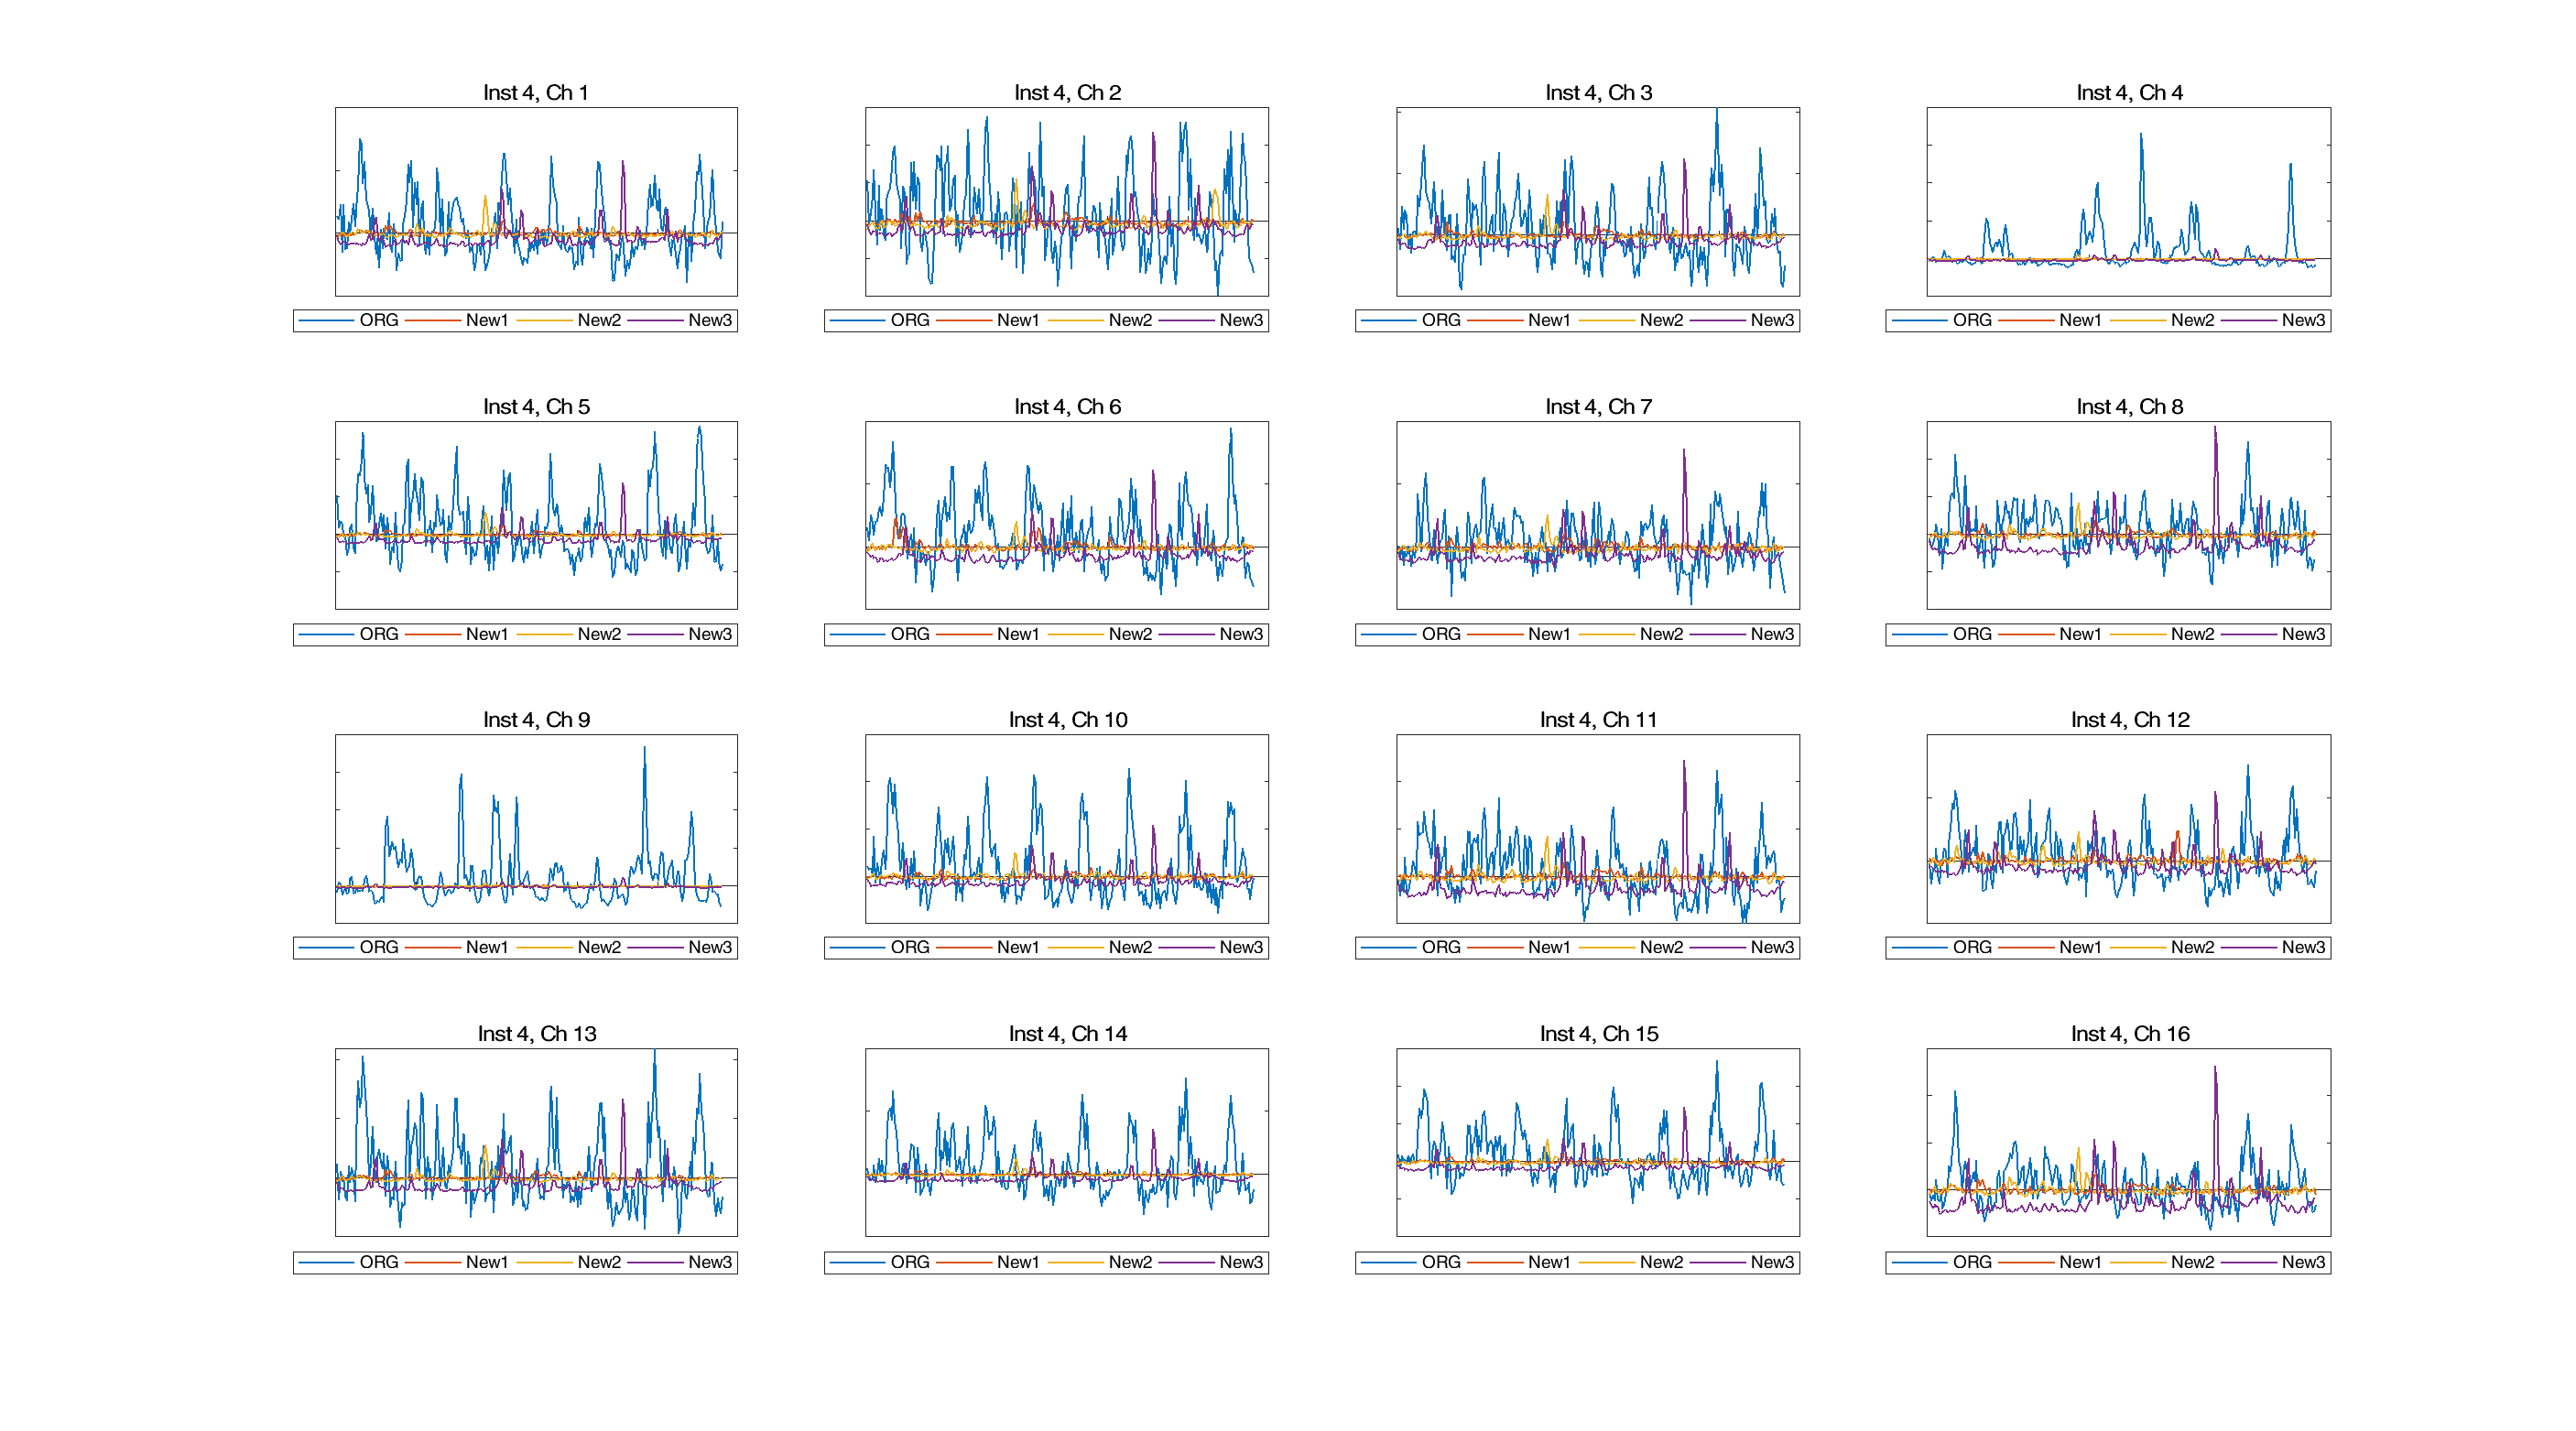 Inst 4, Ch 1
Inst 4, Ch 2
Inst 4, Ch 3
Inst 4, Ch 4
ORG New1 New2 New3
ORG New1 New2 New3
ORG New1 New2 New3
ORG New1 New2 New3
Inst 4, Ch 5
Inst 4, Ch 6
Inst 4, Ch 7
Inst 4, Ch 8
ORG New1 New2 New3
ORG New1 New2 New3
ORG New1 New2 New3
ORG New1 New2 New3
Inst 4, Ch 9
Inst 4, Ch 10
Inst 4, Ch 11
Inst 4, Ch 12
ORG New1 New2 New3
ORG New1 New2 New3
ORG New1 New2 New3
ORG New1 New2 New3
Inst 4, Ch 13
Inst 4, Ch 14
Inst 4, Ch 15
Inst 4, Ch 16
ORG New1 New2 New3
ORG New1 New2 New3
ORG New1 New2 New3
ORG New1 New2 New3